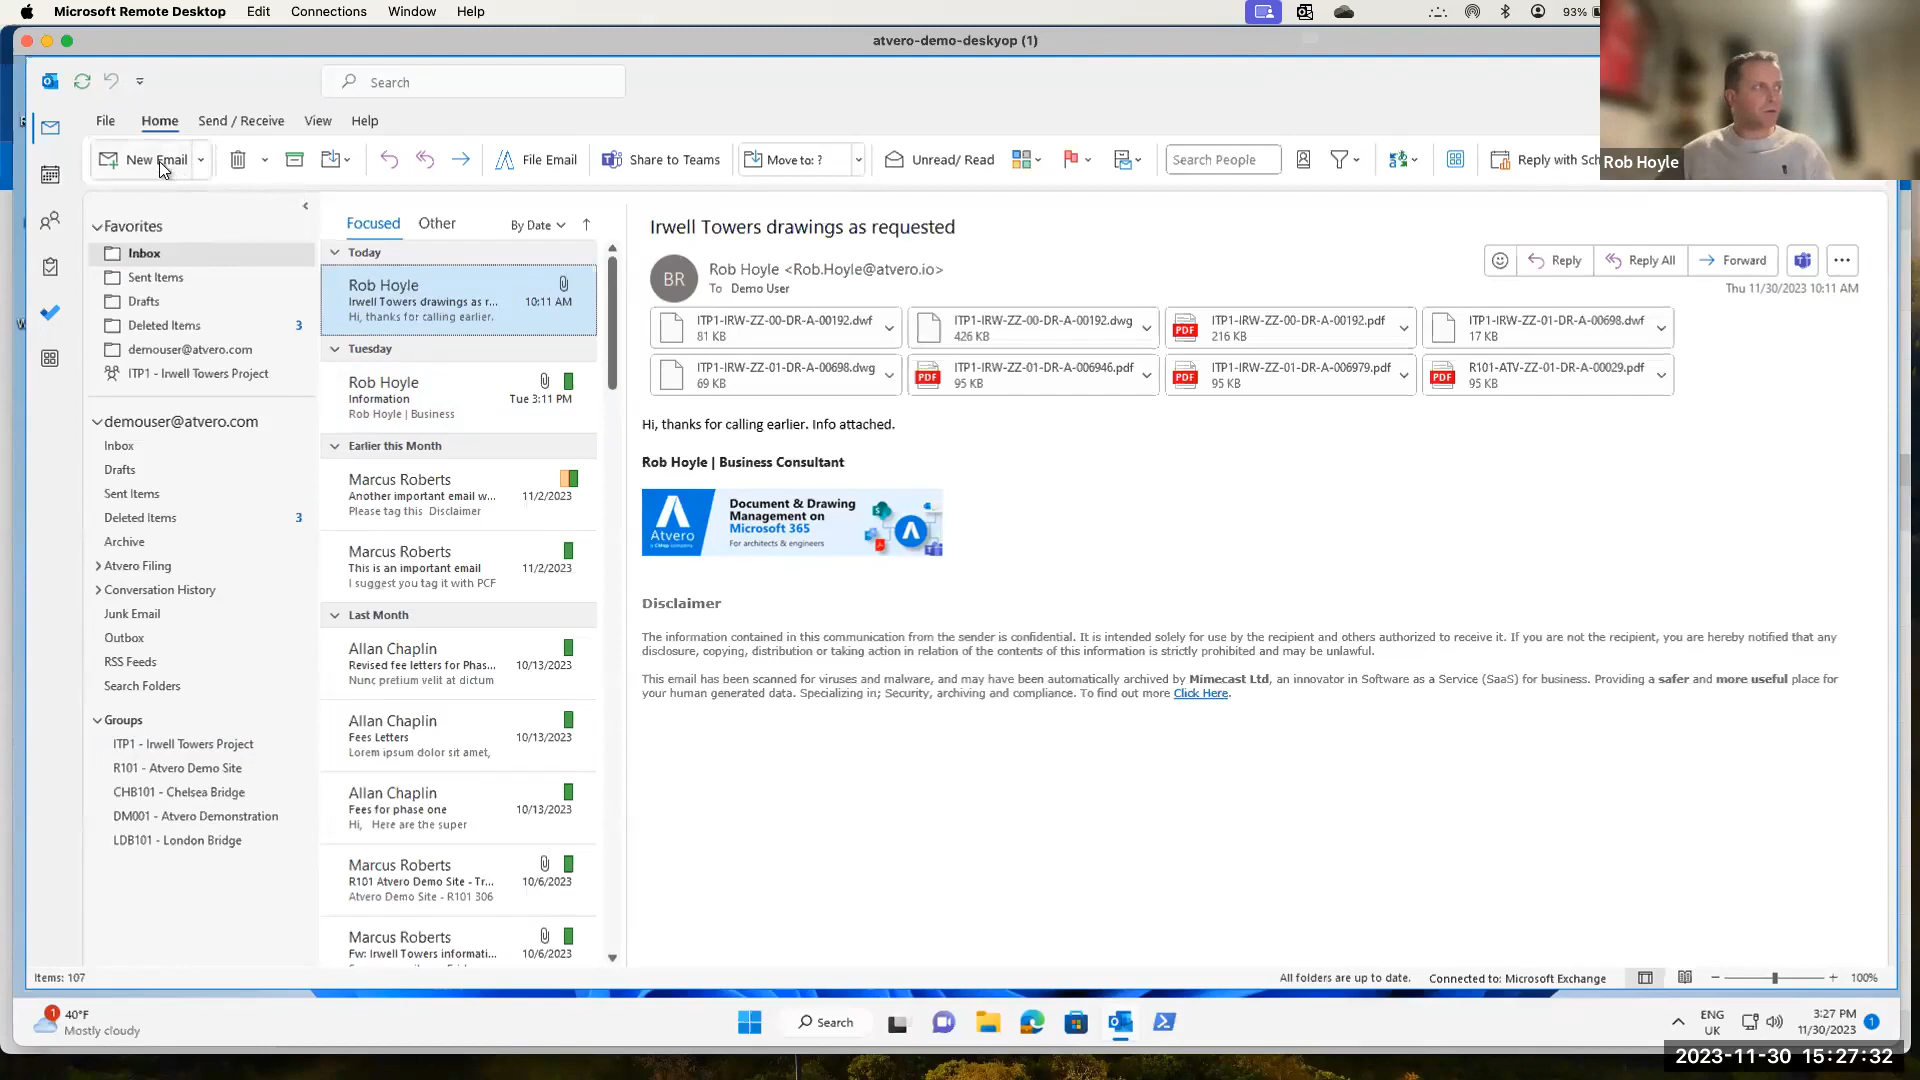 Microsoft Remote Desktop Edit Connections Window Help
93%
atvero-demo-deskyop (1)
Search
File Home Send / Receive View Help
New Email
File Email
Share to Teams
Move to: ?
Unread/ Read
Search People
Reply with Sc
Rob Hoyle
Favorites
Inbox
Sent Items
Drafts
Deleted Items 3
demouser@atvero.com
ITP1 - Irwell Towers Project
demouser@atvero.com
Inbox
Drafts
Sent Items
Deleted Items 3
Archive
Atvero Filing
Conversation History
Junk Email
Outbox
RSS Feeds
Search Folders
Groups
ITP1 - Irwell Towers Project
R101 - Atvero Demo Site
CHB101 - Chelsea Bridge
DM001 - Atvero Demonstration
LDB101 - London Bridge
Focused Other By Date
Today
Rob Hoyle
Irwell Towers drawings as r... 10:11 AM
Hi, thanks for calling earlier.
Tuesday
Rob Hoyle
Information Tue 3:11 PM
Rob Hoyle | Business
Earlier this Month
Marcus Roberts
Another important email w... 11/2/2023
Please tag this Disclaimer
Marcus Roberts
This is an important email 11/2/2023
I suggest you tag it with PCF
Last Month
Allan Chaplin
Revised fee letters for Phas... 10/13/2023
Nunc pretium velit at dictum
Allan Chaplin
Fees Letters 10/13/2023
Lorem ipsum dolor sit amet,
Allan Chaplin
Fees for phase one 10/13/2023
Hi, Here are the super
Marcus Roberts
R101 Atvero Demo Site - Tr... 10/6/2023
Atvero Demo Site - R101 306
Marcus Roberts
Fw: Irwell Towers informati... 10/6/2023
Irwell Towers drawings as requested
BR
Rob Hoyle <Rob.Hoyle@atvero.io>
To Demo User
Reply Reply All Forward
Thu 11/30/2023 10:11 AM
ITP1-IRW-ZZ-00-DR-A-00192.dwf
81 KB
ITP1-IRW-ZZ-00-DR-A-00192.dwg
426 KB
PDF
ITP1-IRW-ZZ-00-DR-A-00192.pdf
216 KB
ITP1-IRW-ZZ-01-DR-A-00698.dwf
17 KB
ITP1-IRW-ZZ-01-DR-A-00698.dwg
69 KB
PDF
ITP1-IRW-ZZ-01-DR-A-006946.pdf
95 KB
PDF
ITP1-IRW-ZZ-01-DR-A-006979.pdf
95 KB
PDF
R101-ATV-ZZ-01-DR-A-00029.pdf
95 KB
Hi, thanks for calling earlier. Info attached.
Rob Hoyle | Business Consultant
Atvero
Document & Drawing
Management on
Microsoft 365
For architects & engineers
Disclaimer
The information contained in this communication from the sender is confidential. It is intended solely for use by the recipient and others authorized to receive it. If you are not the recipient, you are hereby notified that any
disclosure, copying, distribution or taking action in relation of the contents of this information is strictly prohibited and may be unlawful.
This email has been scanned for viruses and malware, and may have been automatically archived by Mimecast Ltd, an innovator in Software as a Service (SaaS) for business. Providing a safer and more useful place for
your human generated data. Specializing in; Security, archiving and compliance. To find out more Click Here.
Items: 107
All folders are up to date. Connected to: Microsoft Exchange
100%
1
40°F
Mostly cloudy
Search
ENG
UK
3:27 PM
11/30/2023
1
2023-11-30 15:27:32